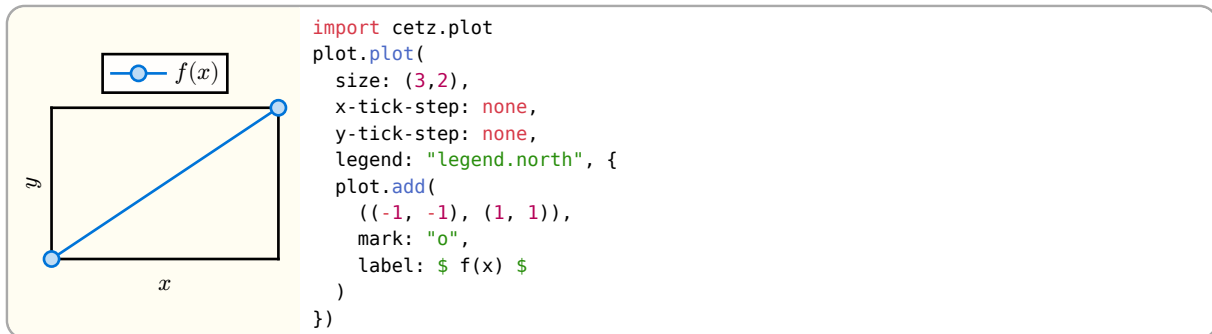 f(x)
y
x
import cetz.plot
plot.plot(
  size: (3,2),
  x-tick-step: none,
  y-tick-step: none,
  legend: "legend.north", {
  plot.add(
    ((-1, -1), (1, 1)),
    mark: "o",
    label: $ f(x) $
  )
})